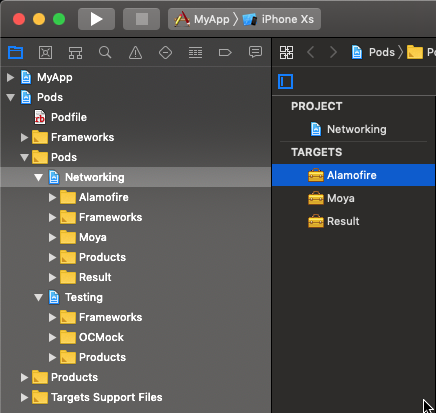 MyApp
iPhone Xs
Pods
MyApp
Pods
rb
Podfile
Frameworks
Pods
Networking
Alamofire
Frameworks
Moya
Products
Result
Testing
Frameworks
OCMock
Products
Products
Targets Support Files
PROJECT
Networking
TARGETS
Alamofire
Moya
Result